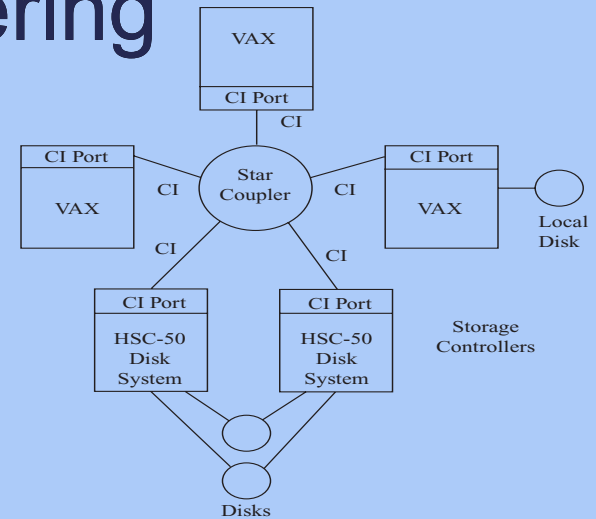 ering
VAX
CI Port
CI
CI Port
VAX
CI
Star
Coupler
CI
CI Port
VAX
Local
Disk
CI
CI
CI Port
HSC-50
Disk
System
CI Port
HSC-50
Disk
System
Storage
Controllers
Disks